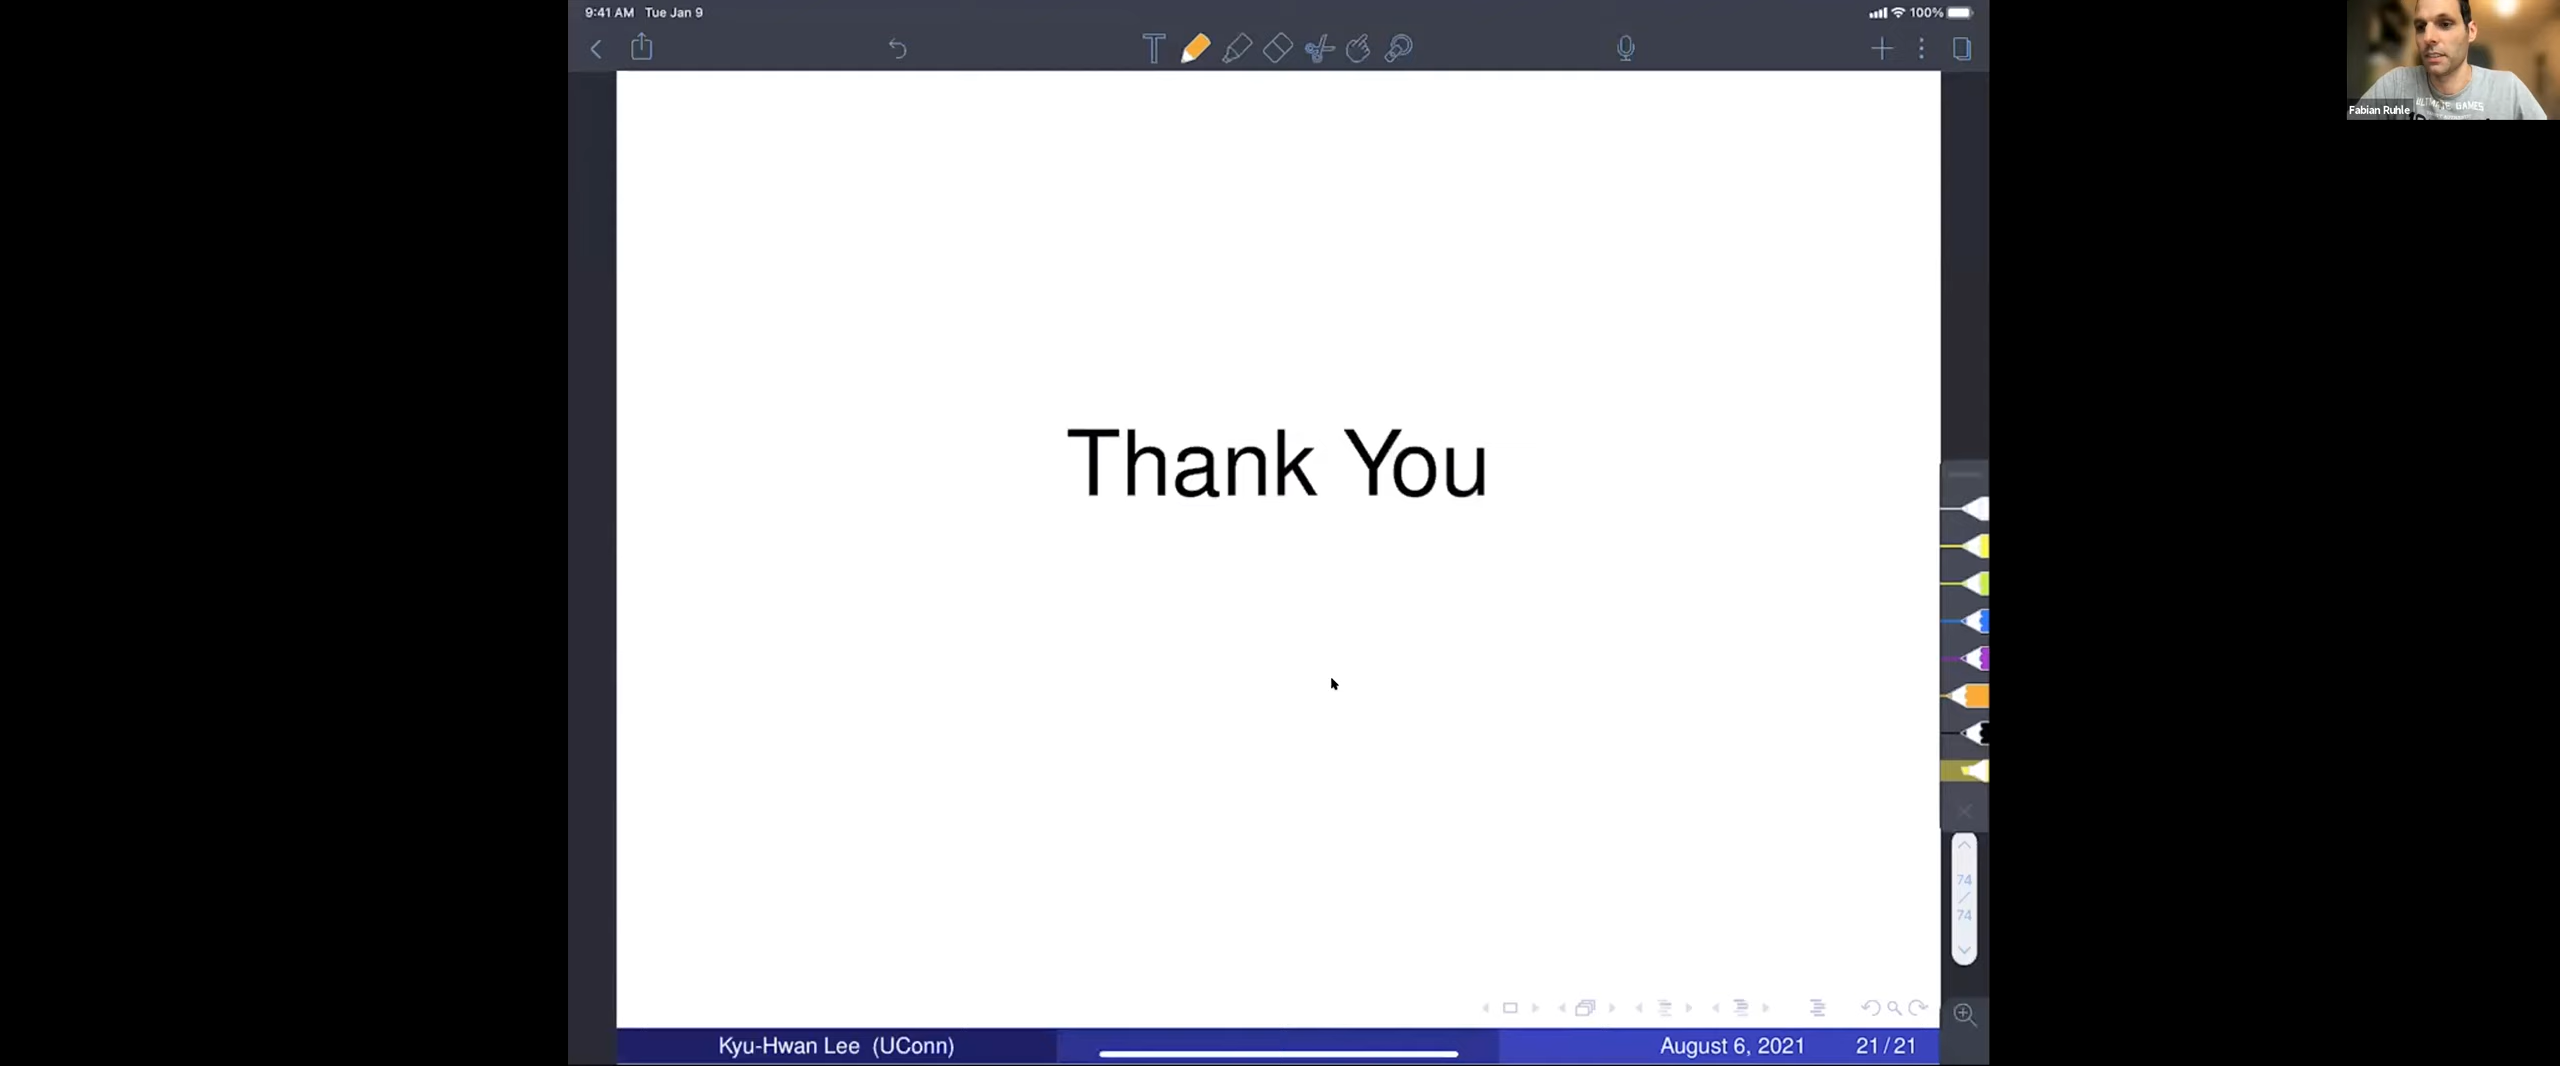 9:41 AM Tue Jan 9
100%
Fabian Ruhle
GAMES
Thank You
74
/
74
Kyu-Hwan Lee (UConn)
August 6, 2021
21 / 21